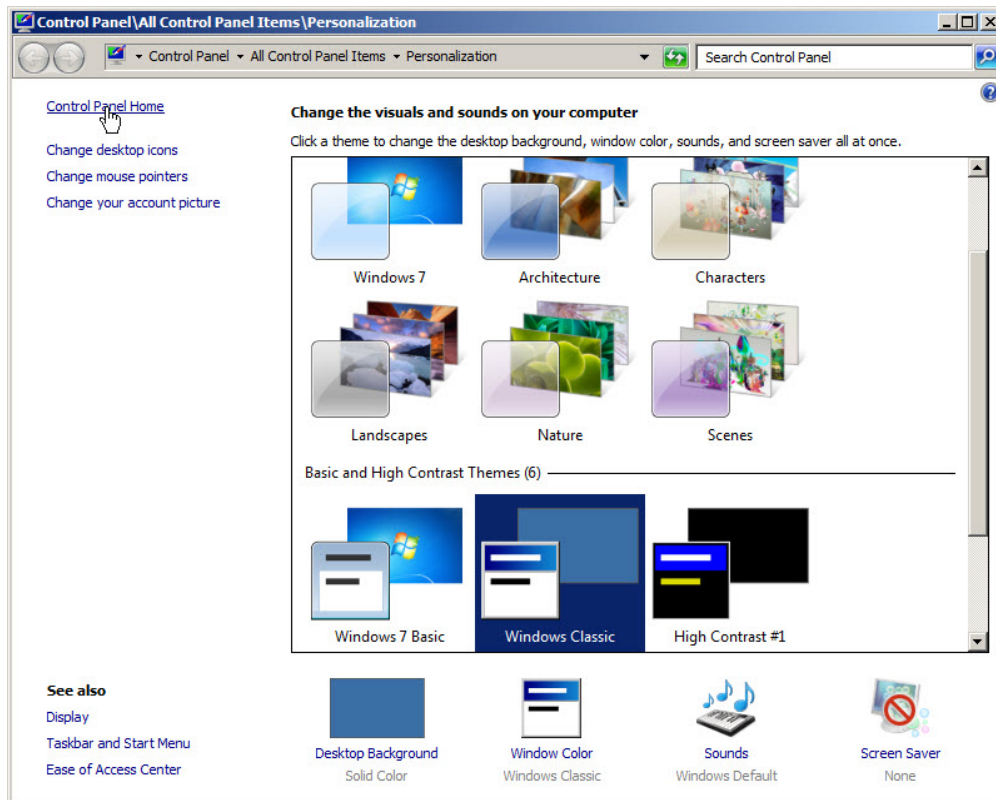 Control Panel\All Control Panel Items\Personalization
Control Panel All Control Panel Items Personalization
Search Control Panel
Control Panel Home
Change desktop icons
Change mouse pointers
Change your account picture
Change the visuals and sounds on your computer
Click a theme to change the desktop background, window color, sounds, and screen saver all at once.
Windows 7 Architecture Characters
Landscapes Nature Scenes
Basic and High Contrast Themes (6)
Windows 7 Basic Windows Classic High Contrast #1
See also
Display
Taskbar and Start Menu
Ease of Access Center
Desktop Background Window Color Sounds Screen Saver
Solid Color Windows Classic Windows Default None